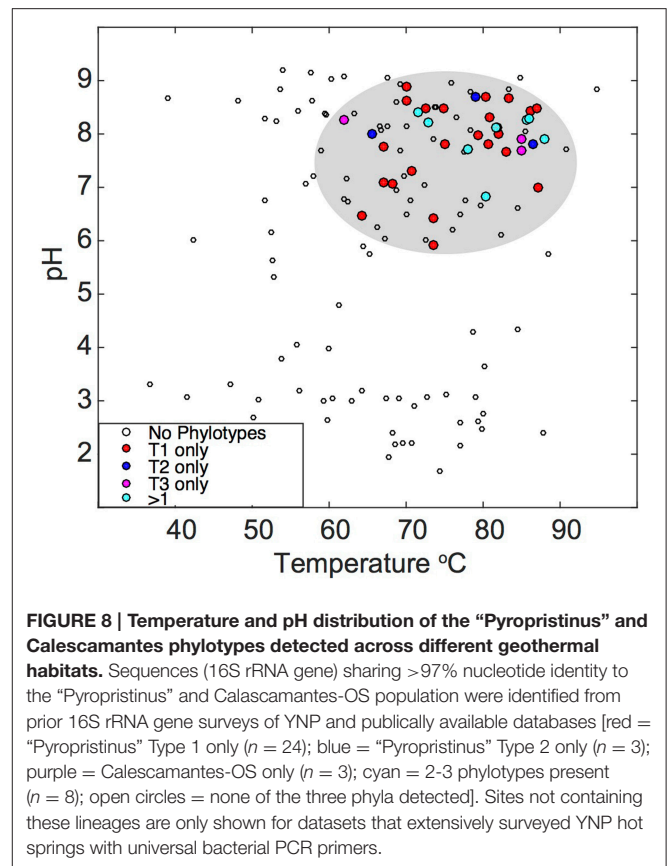 9
8
7
6
5
4
3
2
pH
No Phylotypes
T1 only
T2 only
T3 only
>1
40 50 60 70 80 90
Temperature ºC
FIGURE 8 | Temperature and pH distribution of the “Pyropristinus” and
Calescamantes phylotypes detected across different geothermal
habitats. Sequences (16S rRNA gene) sharing >97% nucleotide identity to
the “Pyropristinus” and Calascamantes-OS population were identified from
prior 16S rRNA gene surveys of YNP and publically available databases [red =
“Pyropristinus” Type 1 only (n = 24); blue = “Pyropristinus” Type 2 only (n = 3);
purple = Calescamantes-OS only (n = 3); cyan = 2-3 phylotypes present
(n = 8); open circles = none of the three phyla detected]. Sites not containing
these lineages are only shown for datasets that extensively surveyed YNP hot
springs with universal bacterial PCR primers.